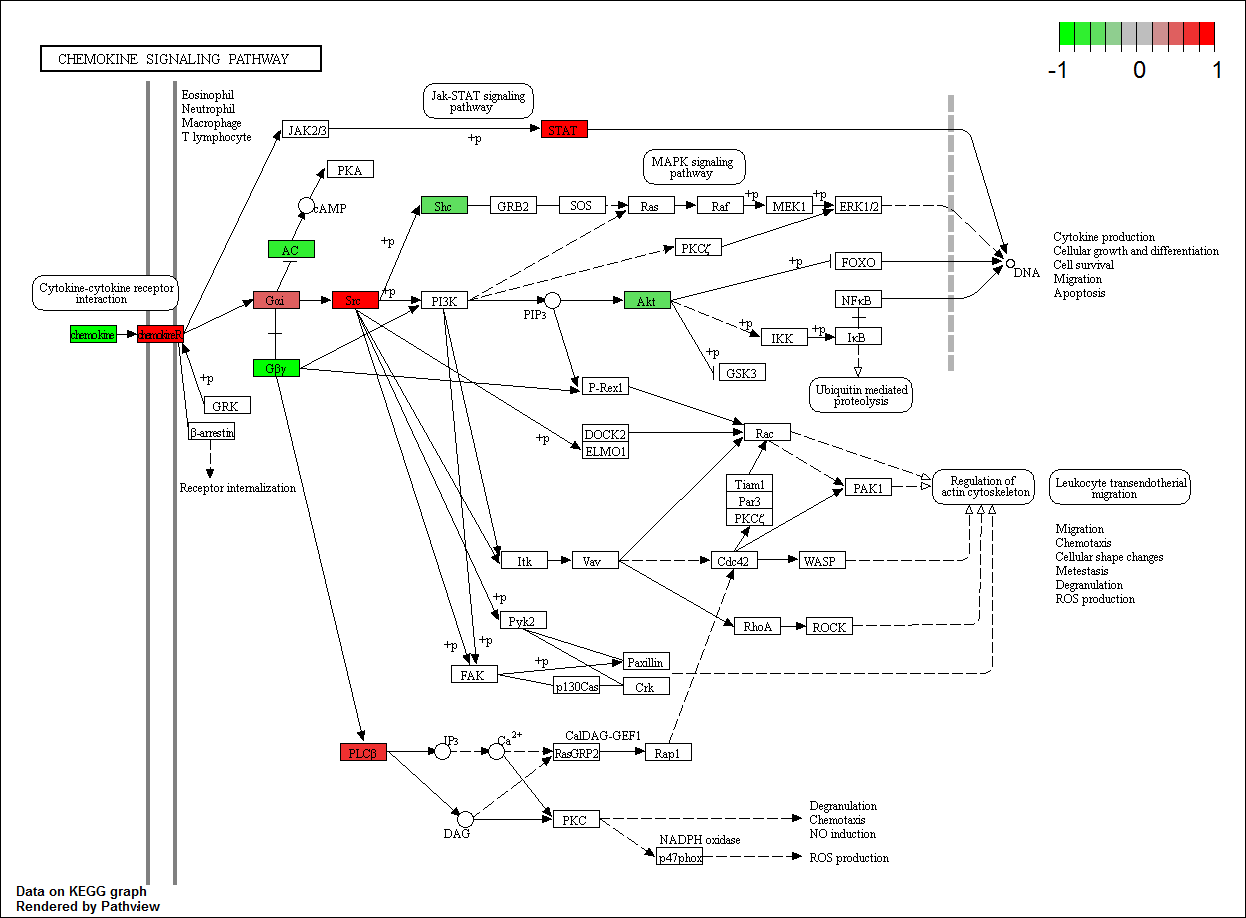 CHEMOKINE SIGNALING PATHWAY
-1 0 1
Eosinophil
Neutrophil
Macrophage
T lymphocyte
Jak-STAT signaling
pathway
JAK2/3
+p
STAT
PKA
cAMP
MAPK signaling
pathway
Shc
GRB2
SOS
Ras
+p
Raf
MEK1
+p
ERK1/2
AC
+p
PKCζ
+p
FOXO
Cytokine production
Cellular growth and differentiation
Cell survival
Migration
Apoptosis
DNA
Cytokine-cytokine receptor
interaction
chemokine
chemokineR
Gαi
Src
+p
PI3K
PIP3
Akt
NFκB
+p
IKK
+p
IκB
Gβγ
+p
GSK3
Ubiquitin mediated
proteolysis
+p
GRK
β-arrestin
Receptor internalization
P-Rex1
+p
DOCK2
ELMO1
Rac
Tiam1
Par3
PKCζ
PAK1
Regulation of
actin cytoskeleton
Leukocyte transendotherial
migration
Migration
Chemotaxis
Cellular shape changes
Metestasis
Degranulation
ROS production
Itk
Vav
Cdc42
WASP
+p
Pyk2
RhoA
ROCK
+p
+p
FAK
+p
Paxillin
p130Cas
Crk
PLCβ
IP3
Ca2+
CalDAG-GEF1
RasGRP2
Rap1
DAG
PKC
Degranulation
Chemotaxis
NO induction
NADPH oxidase
p47phox
ROS production
Data on KEGG graph
Rendered by Pathview